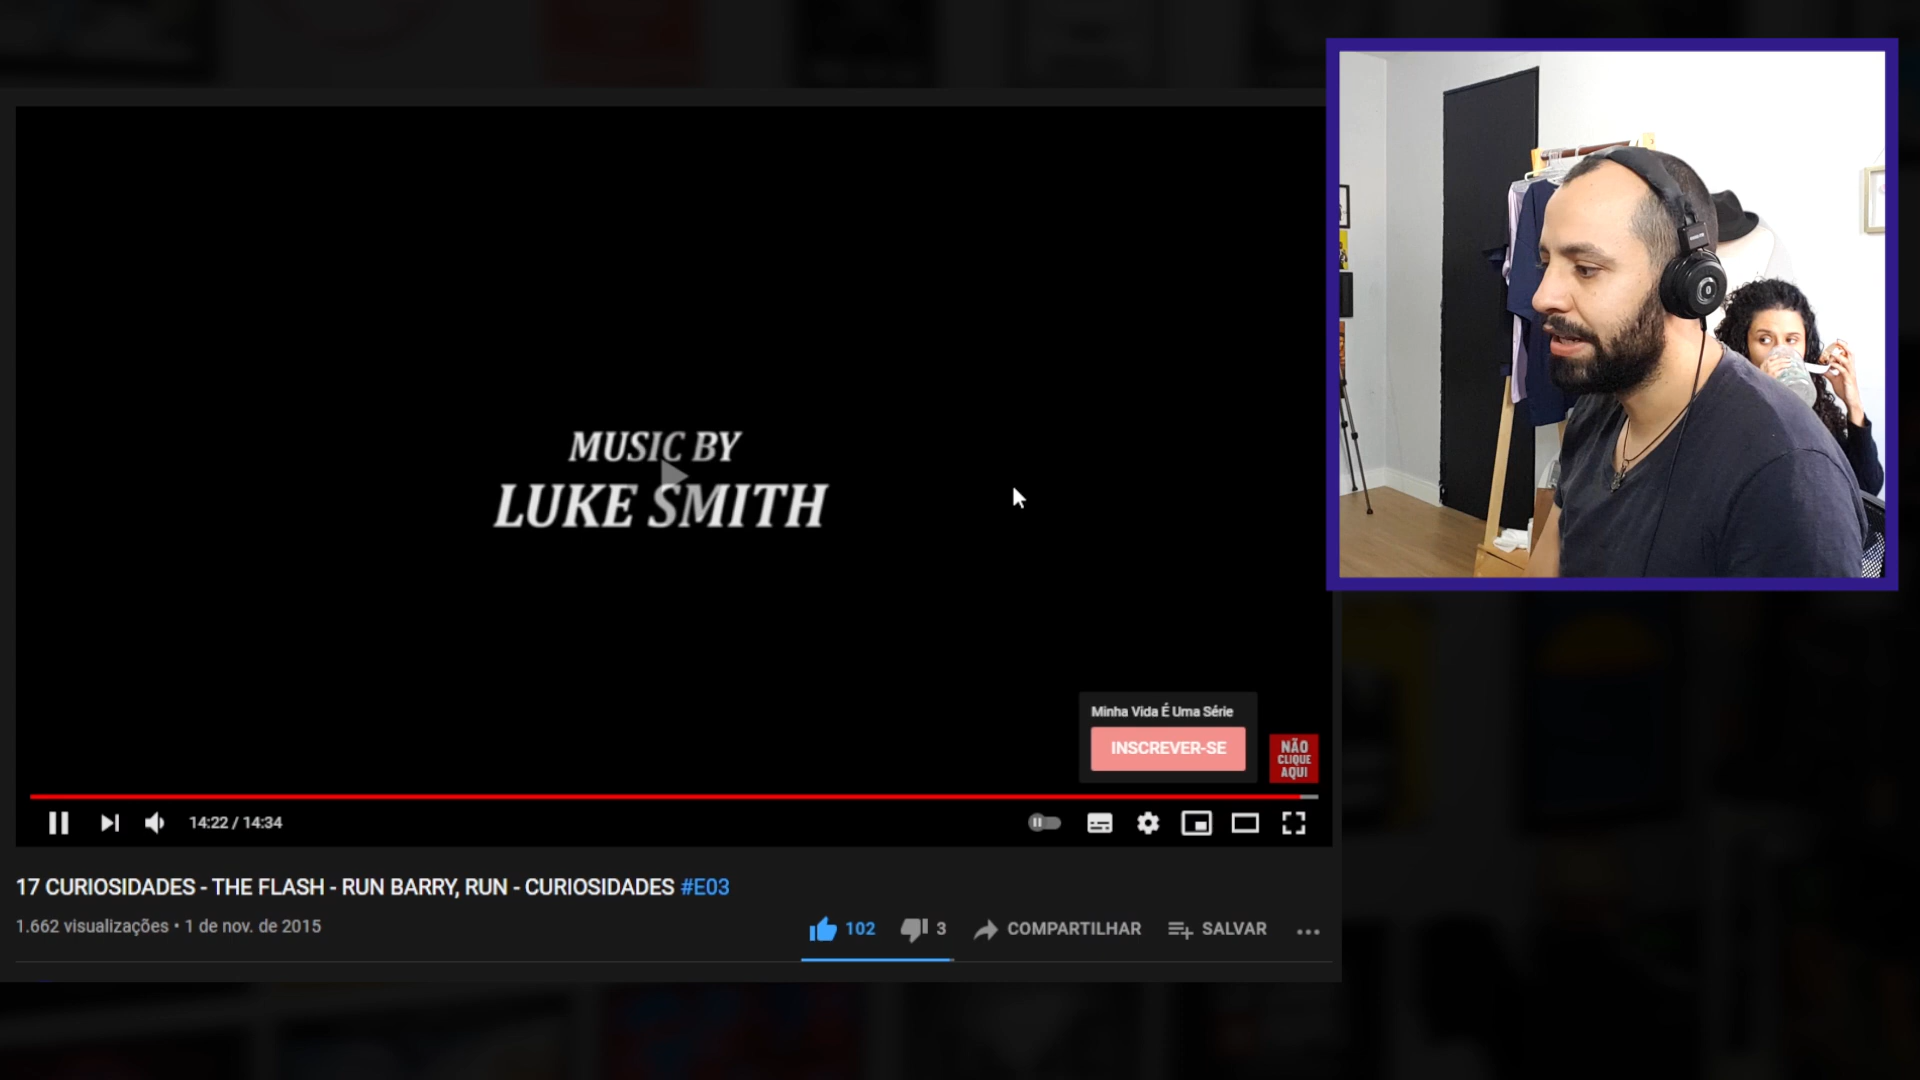 MUSIC BY
LUKE SMITH
Minha Vida É Uma Série
INSCREVER-SE
NÃO
CLIQUE
AQUI
14:22 / 14:34
17 CURIOSIDADES - THE FLASH - RUN BARRY, RUN - CURIOSIDADES #E03
1.662 visualizações • 1 de nov. de 2015
102
3
COMPARTILHAR
SALVAR